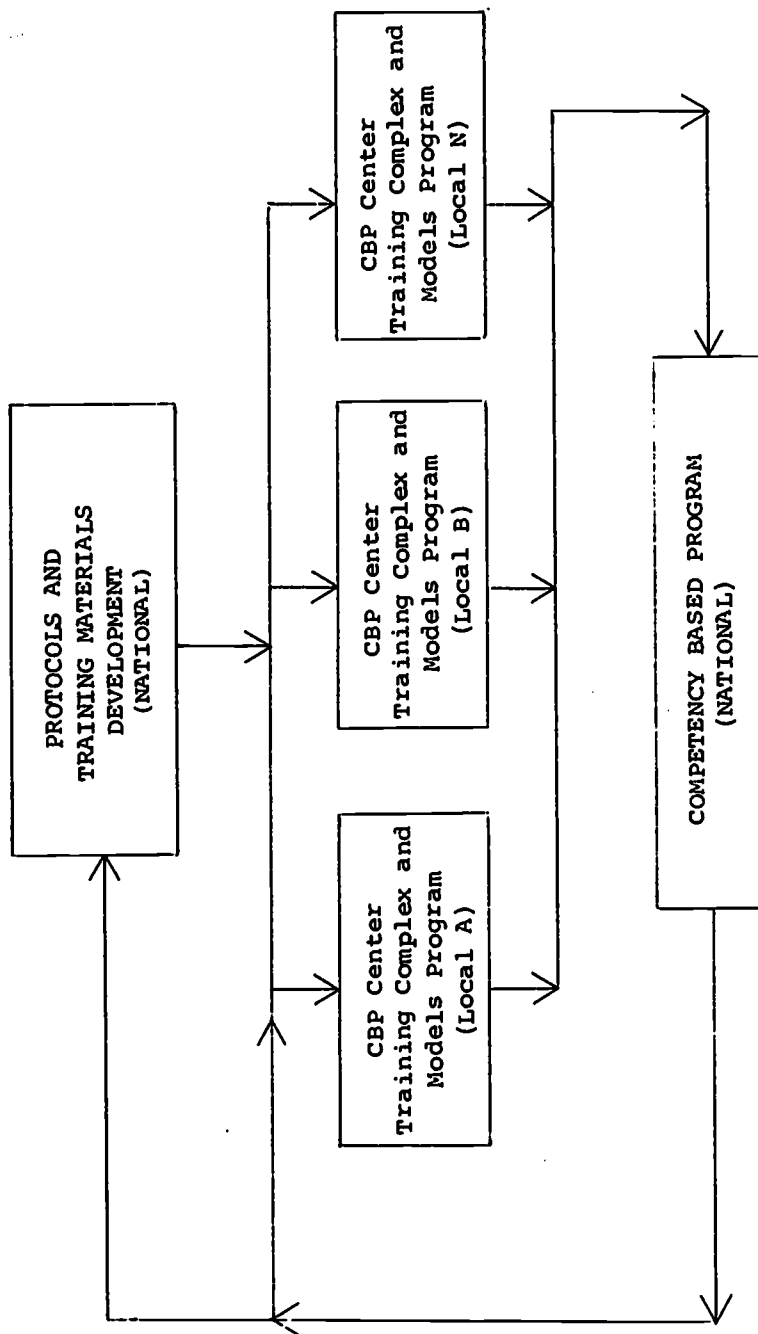 PROTOCOLS AND
TRAINING MATERIALS
DEVELOPMENT
(NATIONAL)
CBP Center
Training Complex and
Models Program
(Local A)
CBP Center
Training Complex and
Models Program
(Local B)
CBP Center
Training Complex and
Models Program
(Local N)
COMPETENCY BASED PROGRAM
(NATIONAL)